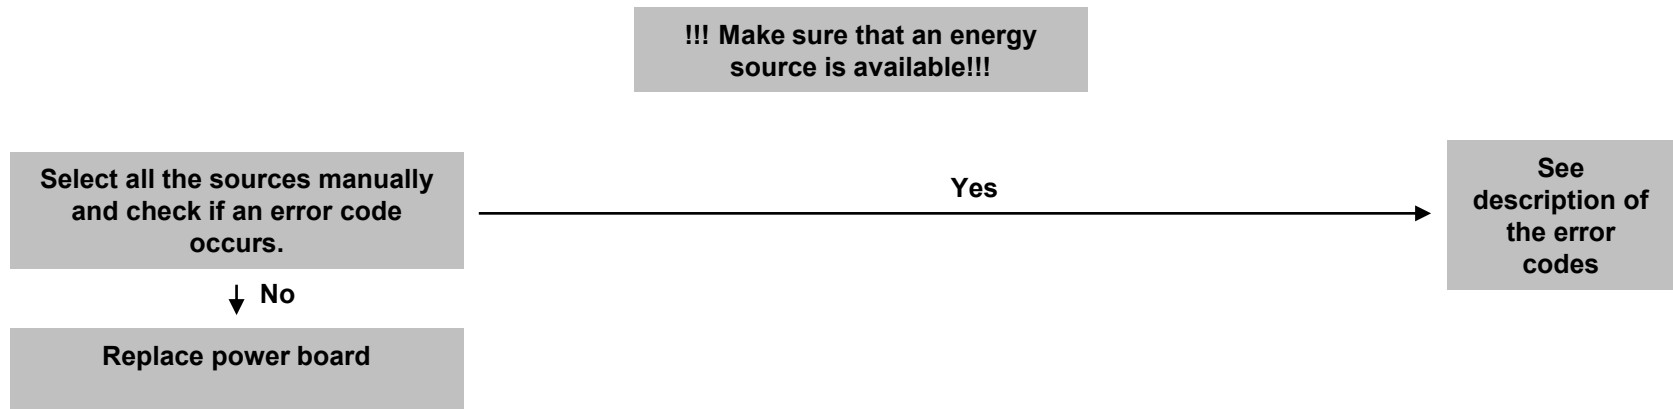 !!! Make sure that an energy
source is available!!!
Select all the sources manually
and check if an error code
occurs.
Yes
See
description of
the error
codes
No
Replace power board